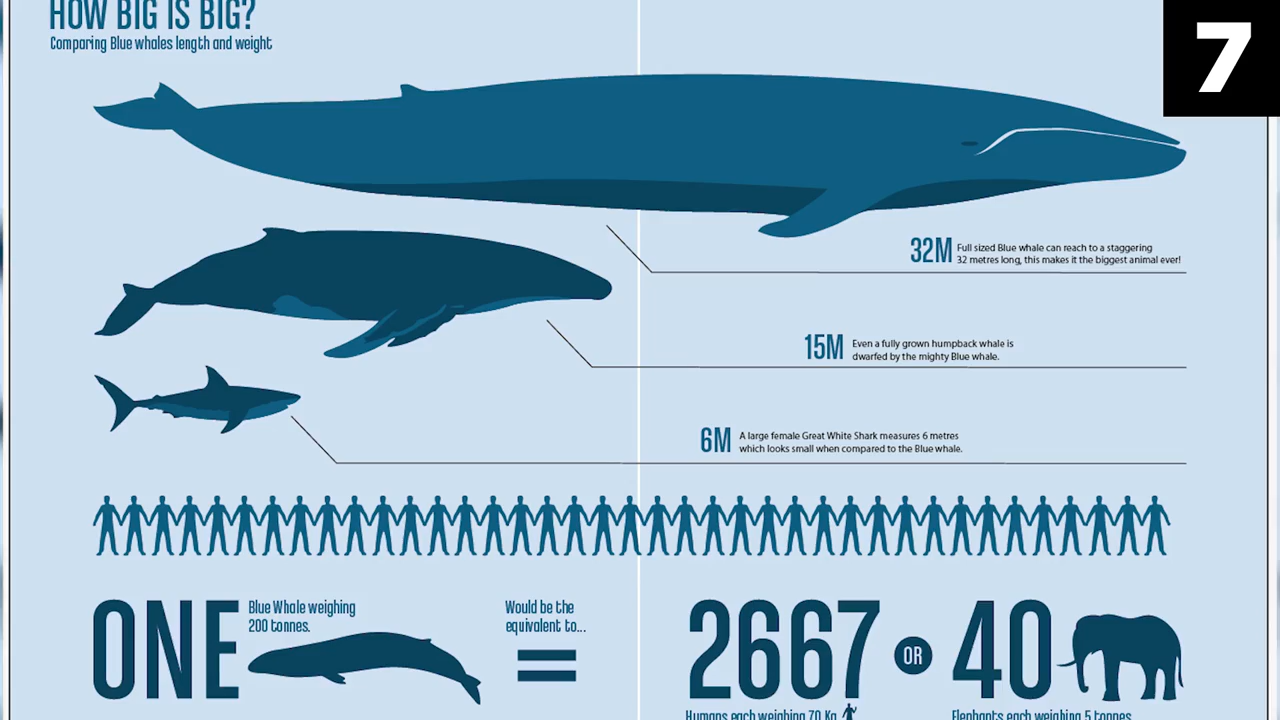 HOW BIG IS BIG?
Comparing Blue whales length and weight
7
32M
Full sized Blue whale can reach to a staggering
32 metres long, this makes it the biggest animal ever!
15M
Even a fully grown humpback whale is
dwarfed by the mighty Blue whale.
6M
A large female Great White Shark measures 6 metres
which looks small when compared to the Blue whale.
ONE
Blue Whale weighing
200 tonnes.
Would be the
equivalent to...
=
2667
OR
40
Humans each weighing 70 Kg
Elephants each weighing 5 tonnes